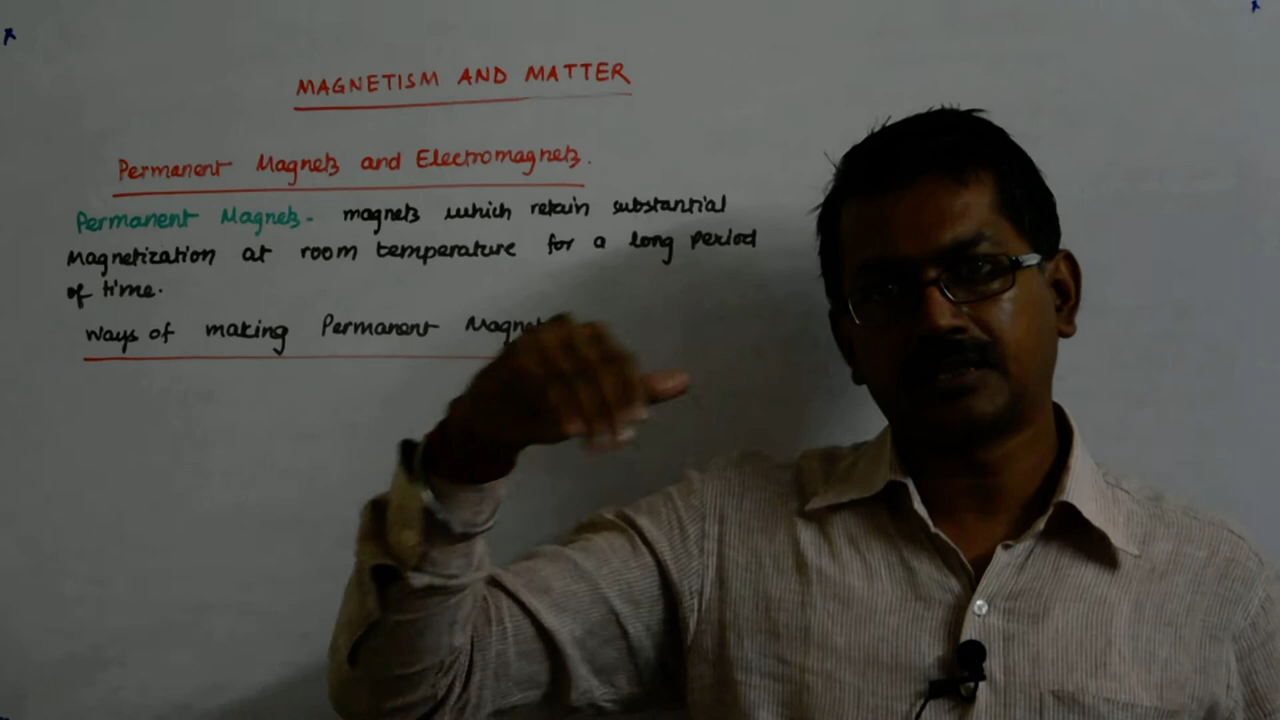 MAGNETISM AND MATTER
Permanent Magnets and Electromagnets.
Permanent Magnets - magnets which retain substantial
Magnetization at room temperature for a long period
of time.
Ways of making Permanent